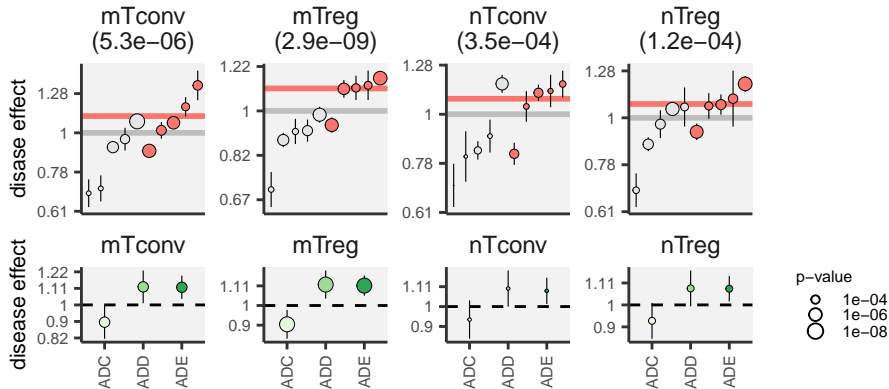 mTconv mTreg nTconv nTreg
(5.3e−06) (2.9e−09) (3.5e−04) (1.2e−04)
disase effect
1.28
1
0.78
0.61
1.22
1
0.82
0.67
1.28
1
0.78
0.61
1.28
1
0.78
0.61
mTconv mTreg nTconv nTreg
disease effect
1.22
1.11
1
0.9
0.82
1.11
1
0.9
1.11
1
0.9
1.11
1
0.9
ADC ADD ADE
ADC ADD ADE
ADC ADD ADE
ADC ADD ADE
p−value
1e−04
1e−06
1e−08